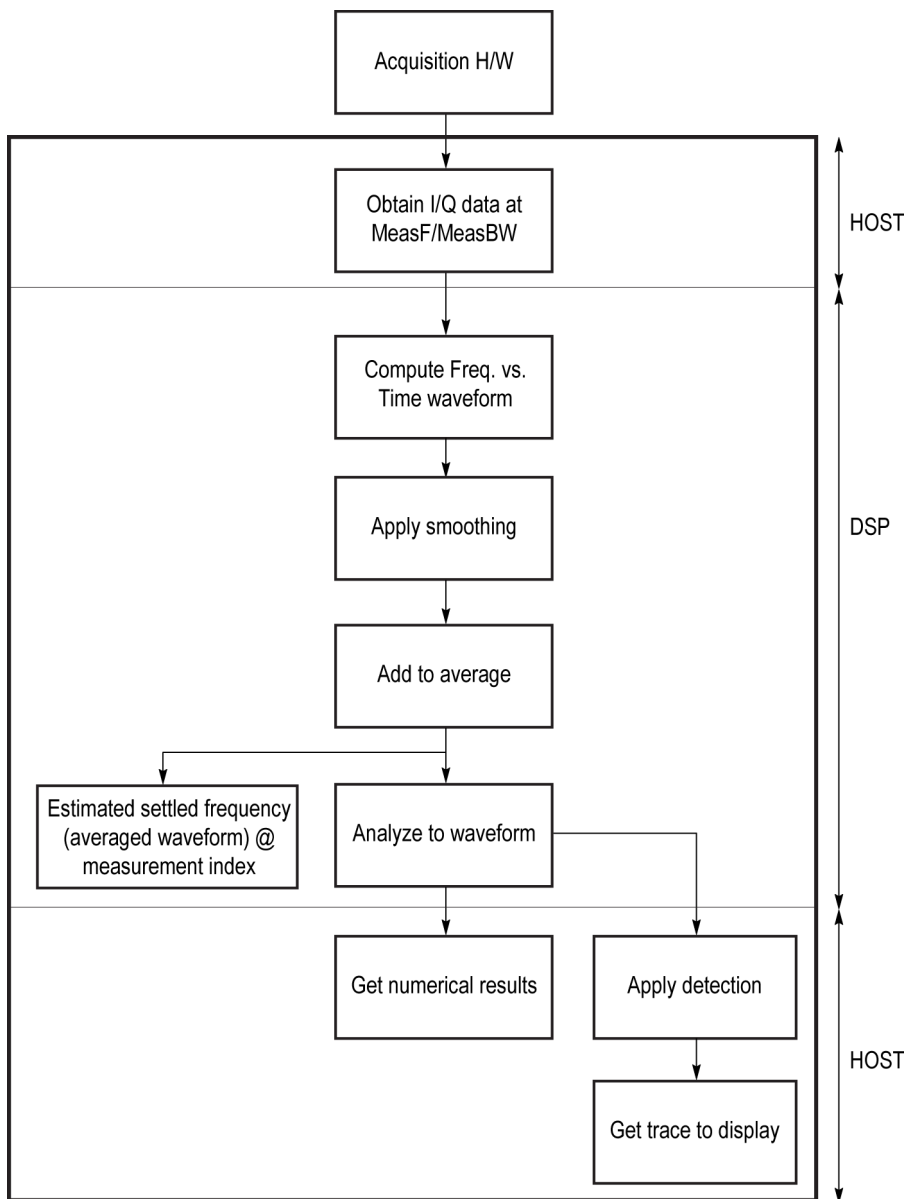 Acquisition H/W
Obtain I/Q data at
MeasF/MeasBW
HOST
Compute Freq. vs.
Time waveform
Apply smoothing
DSP
Add to average
Estimated settled frequency
(averaged waveform) @
measurement index
Analyze to waveform
Get numerical results
Apply detection
HOST
Get trace to display